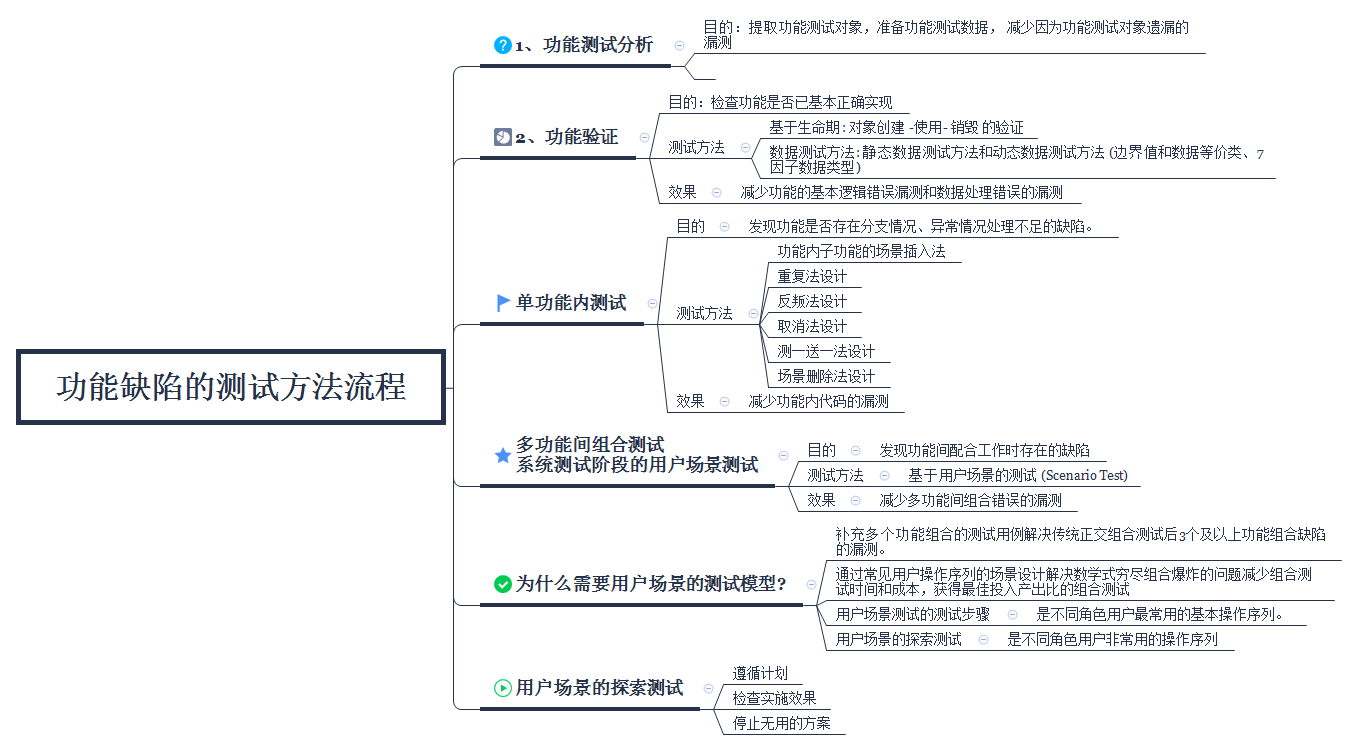 功能缺陷的测试方法流程
1、功能测试分析
目的：提取功能测试对象，准备功能测试数据， 减少因为功能测试对象遗漏的
漏测
2、功能验证
目的：检查功能是否已基本正确实现
测试方法
基于生命期:对象创建 -使用- 销毁 的验证
数据测试方法:静态数据测试方法和动态数据测试方法 (边界值和数据等价类、7
因子数据类型)
效果
减少功能的基本逻辑错误漏测和数据处理错误的漏测
单功能内测试
目的
发现功能是否存在分支情况、异常情况处理不足的缺陷。
测试方法
功能内子功能的场景插入法
重复法设计
反叛法设计
取消法设计
测一送一法设计
场景删除法设计
效果
减少功能内代码的漏测
多功能间组合测试
系统测试阶段的用户场景测试
目的
发现功能间配合工作时存在的缺陷
测试方法
基于用户场景的测试 (Scenario Test)
效果
减少多功能间组合错误的漏测
为什么需要用户场景的测试模型?
补充多个功能组合的测试用例解决传统正交组合测试后3个及以上功能组合缺陷
的漏测。
通过常见用户操作序列的场景设计解决数学式穷尽组合爆炸的问题减少组合测
试时间和成本，获得最佳投入产出比的组合测试
用户场景测试的测试步骤
是不同角色用户最常用的基本操作序列。
用户场景的探索测试
是不同角色用户非常用的操作序列
用户场景的探索测试
遵循计划
检查实施效果
停止无用的方案